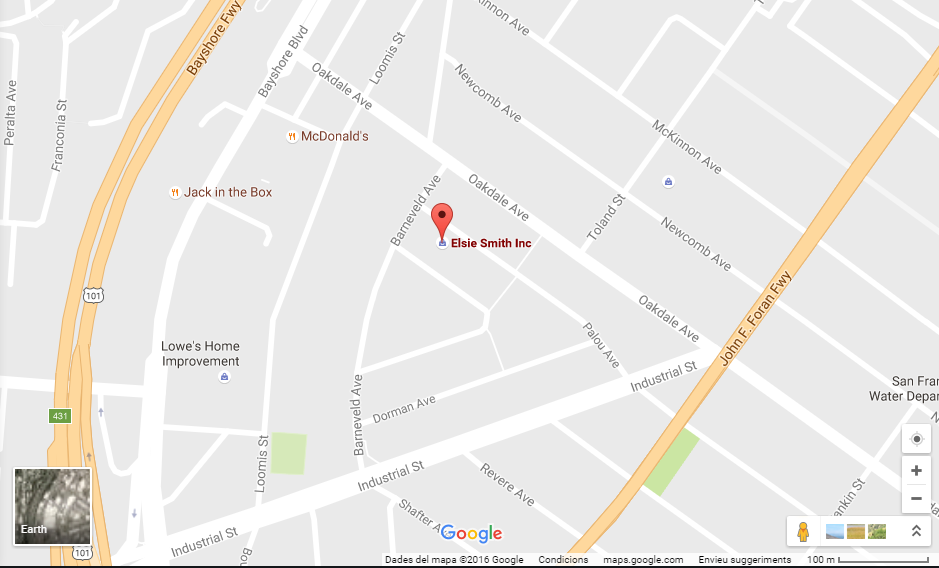 Bayshore Fwy
Bayshore Blvd
Loomis St
Kinnon Ave
Oakdale Ave
Newcomb Ave
McKinnon Ave
Peralta Ave
Franconia St
McDonald's
Jack in the Box
Barneveld Ave
Oakdale Ave
Toland St
Newcomb Ave
Elsie Smith Inc
101
Oakdale Ave
John F. Foran Fwy
Palou Ave
Lowe's Home
Improvement
Industrial St
San Fran
Water Depar
Barneveld Ave
Dorman Ave
431
Loomis St
Industrial St
Revere Ave
Shafter A
ankin St
Earth
Industrial St
Bo
101
Google
Dades del mapa ©2016 Google
Condicions
maps.google.com
Envieu suggeriments
100 m